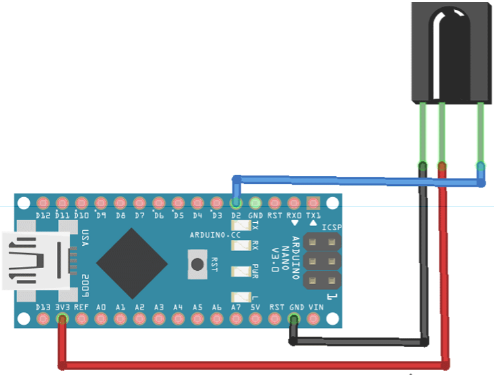 D12 D11 D10 D9 D8 D7 D6 D5 D4 D3 D2 GND RST RX0 TX1
ICSP
1
ARDUINO.CC
ARDUINO
NANO
V3.0
TX
RX
PWR
L
RST
USA
2009
D13 3V3 REF A0 A1 A2 A3 A4 A5 A6 A7 5V RST GND VIN